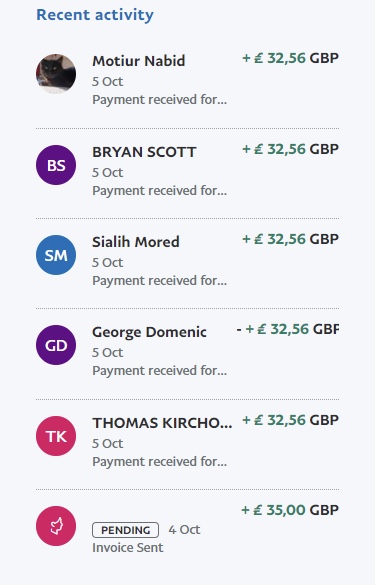 Recent activity
Motiur Nabid
+ £ 32,56 GBP
5 Oct
Payment received for...
BS
BRYAN SCOTT
+ £ 32,56 GBP
5 Oct
Payment received for...
SM
Sialih Mored
+ £ 32,56 GBP
5 Oct
Payment received for...
GD
George Domenic
- + £ 32,56 GBP
5 Oct
Payment received for...
TK
THOMAS KIRCHO...
+ £ 32,56 GBP
5 Oct
Payment received for...
+ £ 35,00 GBP
PENDING 4 Oct
Invoice Sent